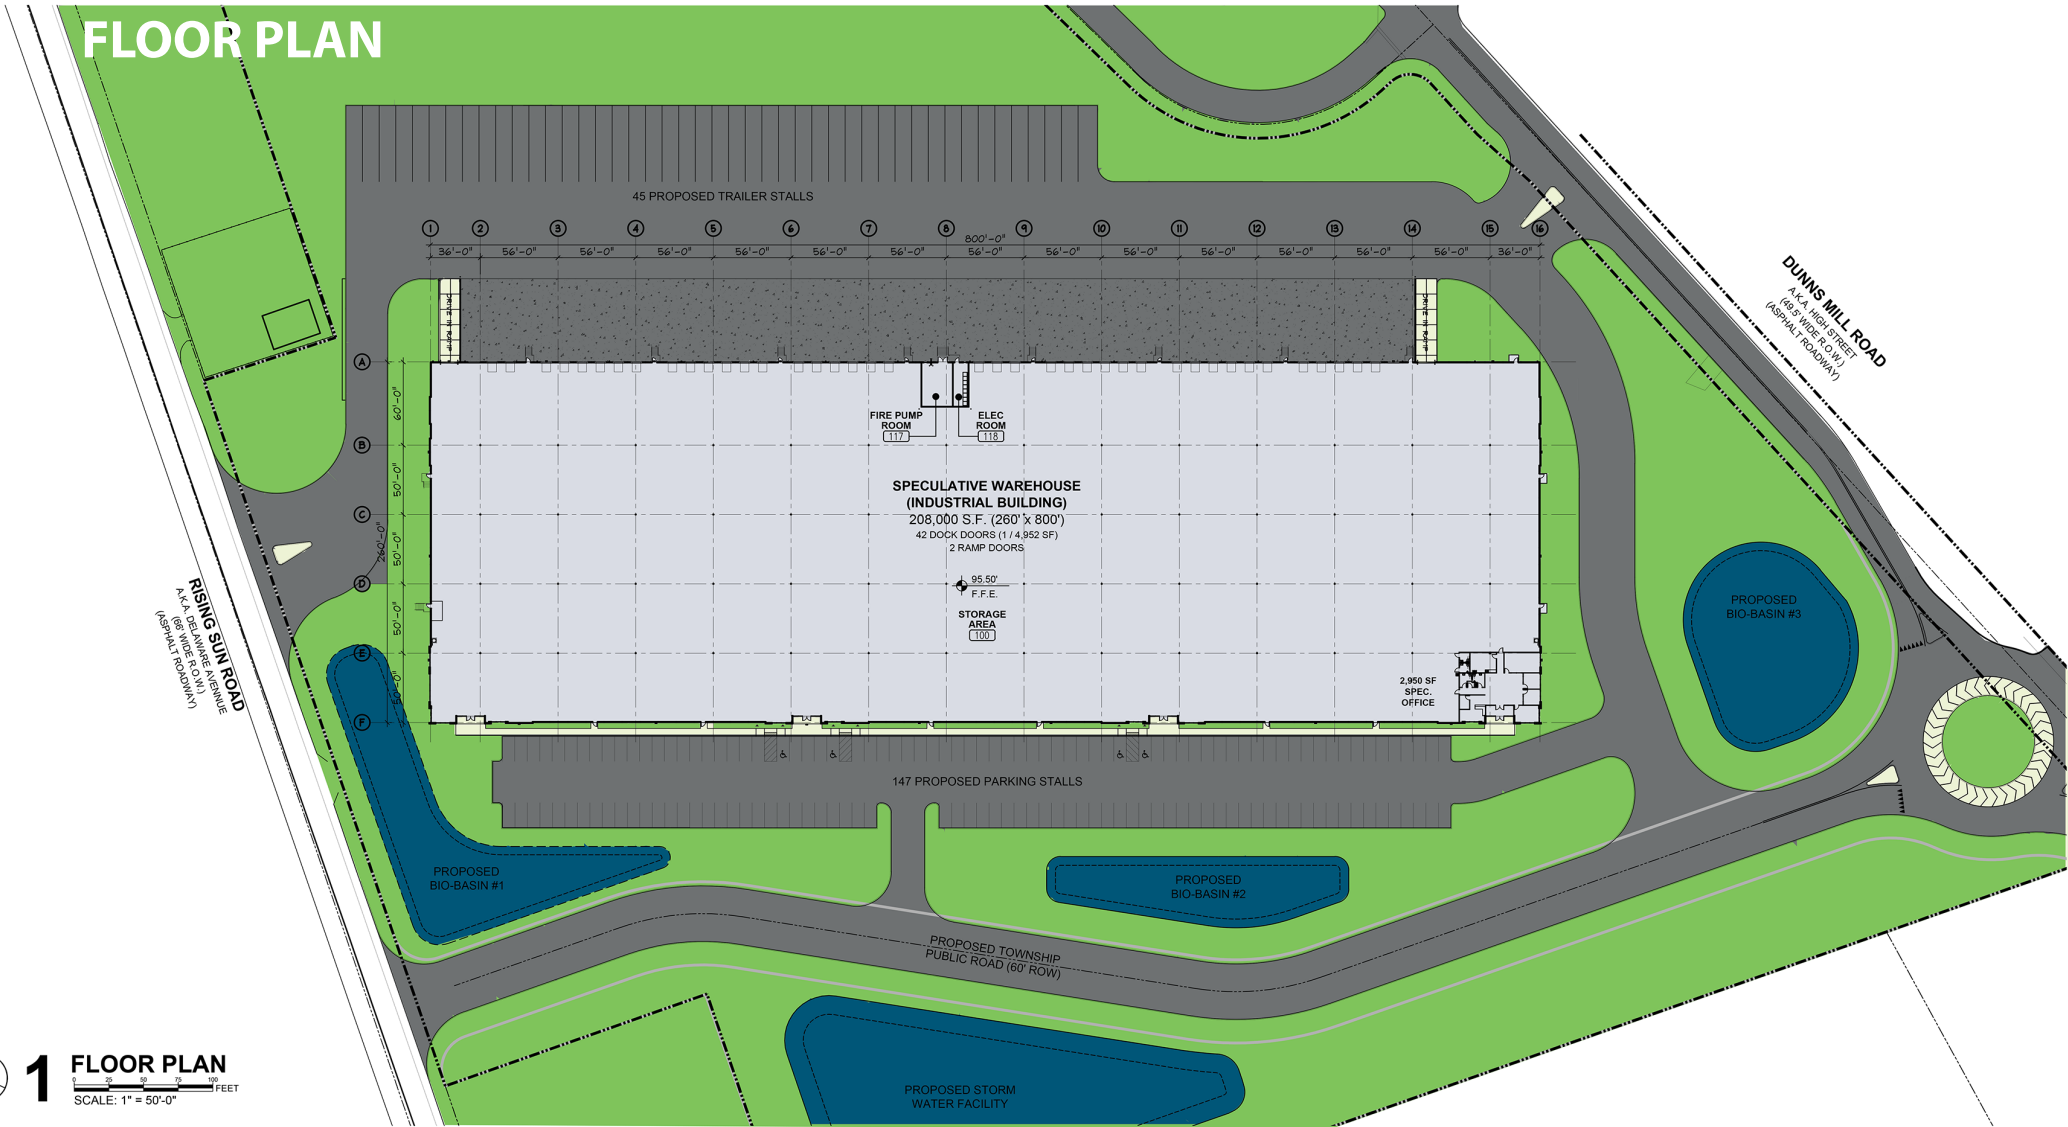 FLOOR PLAN
45 PROPOSED TRAILER STALLS
1 2 3 4 5 6 7 8 9 10 11 12 13 14 15 16
800'-0"
36'-0" 56'-0" 56'-0" 56'-0" 56'-0" 56'-0" 56'-0" 56'-0" 56'-0" 56'-0" 56'-0" 56'-0" 56'-0" 56'-0" 36'-0"
DUNNS MILL ROAD
A.K.A. HIGH STREET
(49.5' WIDE R.O.W.)
(ASPHALT ROADWAY)
DRIVE IN RAMP
DRIVE IN RAMP
A
60'-0"
B
50'-0"
C
50'-0"
260'-0"
D
50'-0"
E
50'-0"
F
FIRE PUMP
ROOM
117
ELEC
ROOM
118
SPECULATIVE WAREHOUSE
(INDUSTRIAL BUILDING)
208,000 S.F. (260' x 800')
42 DOCK DOORS (1 / 4,952 SF)
2 RAMP DOORS
95.50'
F.F.E.
STORAGE
AREA
100
2,950 SF
SPEC.
OFFICE
PROPOSED
BIO-BASIN #3
RISING SUN ROAD
A.K.A. DELAWARE AVENNUE
(66' WIDE R.O.W.)
(ASPHALT ROADWAY)
147 PROPOSED PARKING STALLS
PROPOSED
BIO-BASIN #1
PROPOSED
BIO-BASIN #2
PROPOSED TOWNSHIP
PUBLIC ROAD (60' ROW)
PROPOSED STORM
WATER FACILITY
1 FLOOR PLAN
0 25 50 75 100
FEET
SCALE: 1" = 50'-0"